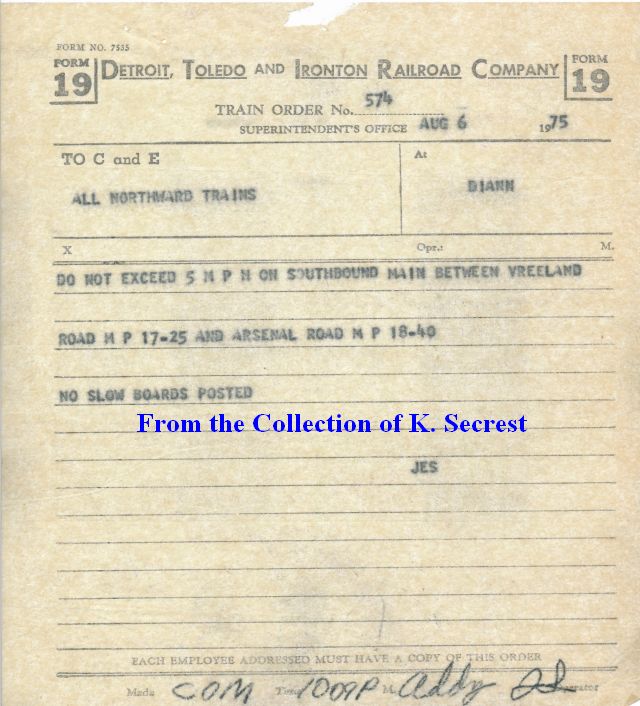 FORM NO. 7535
FORM 19 DETROIT, TOLEDO AND IRONTON RAILROAD COMPANY FORM 19
TRAIN ORDER No. 574
SUPERINTENDENT'S OFFICE AUG 6 1975
TO C and E At
ALL NORTHWARD TRAINS DIANN
X Opr.: M.
DO NOT EXCEED 5 M P H ON SOUTHBOUND MAIN BETWEEN VREELAND
ROAD M P 17-25 AND ARSENAL ROAD M P 18-40
NO SLOW BOARDS POSTED
From the Collection of K. Secrest
JES
EACH EMPLOYEE ADDRESSED MUST HAVE A COPY OF THIS ORDER
Made COM Time 1009P M. Addy